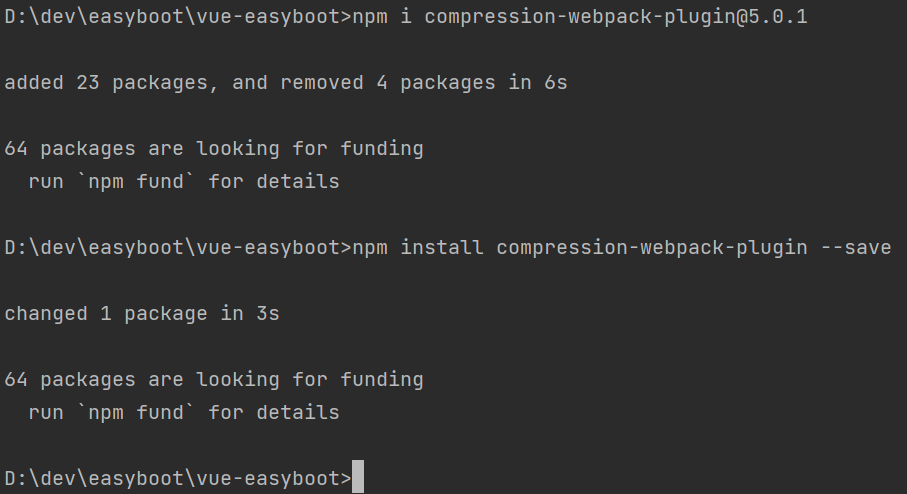 D:\dev\easyboot\vue-easyboot>npm i compression-webpack-plugin@5.0.1
added 23 packages, and removed 4 packages in 6s
64 packages are looking for funding
  run `npm fund` for details
D:\dev\easyboot\vue-easyboot>npm install compression-webpack-plugin --save
changed 1 package in 3s
64 packages are looking for funding
  run `npm fund` for details
D:\dev\easyboot\vue-easyboot>